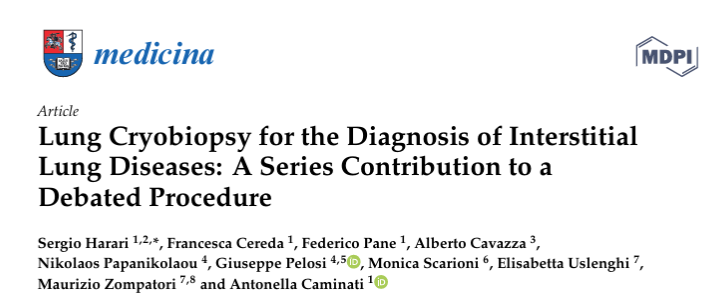 medicina
MDPI
Article
Lung Cryobiopsy for the Diagnosis of Interstitial
Lung Diseases: A Series Contribution to a
Debated Procedure
Sergio Harari 1,2,*, Francesca Cereda 1, Federico Pane 1, Alberto Cavazza 3,
Nikolaos Papanikolaou 4, Giuseppe Pelosi 4,5 iD, Monica Scarioni 6, Elisabetta Uslenghi 7,
Maurizio Zompatori 7,8 and Antonella Caminati 1 iD